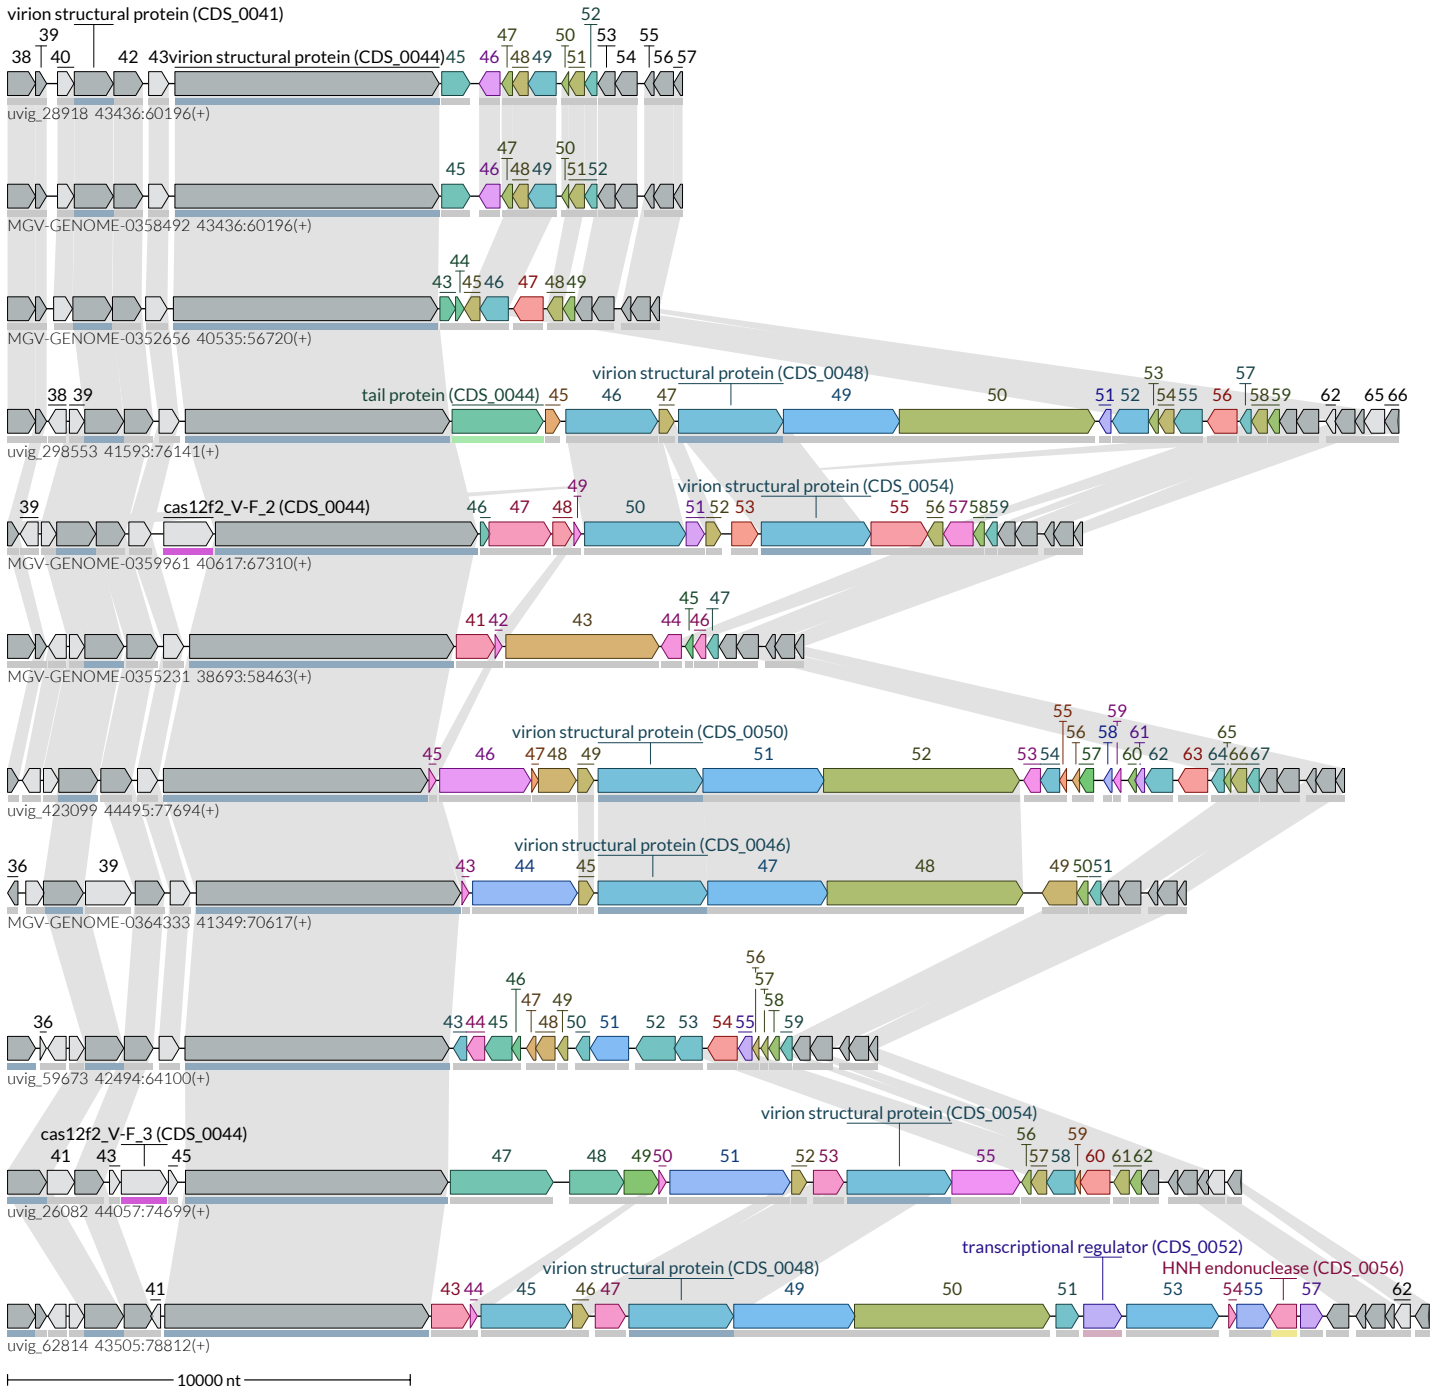 virion structural protein (CDS_0041)
52
39 47 50 53 55
38 40 42 43 virion structural protein (CDS_0044) 45 46 48 49 51 54 56 57
uvig_28918 43436:60196(+)
47 50
45 46 48 49 51 52
MGV-GENOME-0358492 43436:60196(+)
44
43 45 46 47 48 49
MGV-GENOME-0352656 40535:56720(+)
virion structural protein (CDS_0048) 53 57
38 39 tail protein (CDS_0044) 45 46 47 49 50 51 52 54 55 56 58 59 62 65 66
uvig_298553 41593:76141(+)
49 virion structural protein (CDS_0054)
39 cas12f2_V-F_2 (CDS_0044) 46 47 48 50 51 52 53 55 56 57 58 59
MGV-GENOME-0359961 40617:67310(+)
45 47
41 42 43 44 46
MGV-GENOME-0355231 38693:58463(+)
55 59
virion structural protein (CDS_0050) 56 58 61 65
45 46 47 48 49 51 52 53 54 57 60 62 63 64 66 67
uvig_423099 44495:77694(+)
virion structural protein (CDS_0046)
36 39 43 44 45 47 48 49 50 51
MGV-GENOME-0364333 41349:70617(+)
56
46 57
47 49 58
36 43 44 45 48 50 51 52 53 54 55 59
uvig_59673 42494:64100(+)
virion structural protein (CDS_0054)
cas12f2_V-F_3 (CDS_0044) 56 59
41 43 45 47 48 49 50 51 52 53 55 57 58 60 61 62
uvig_26082 44057:74699(+)
transcriptional regulator (CDS_0052)
virion structural protein (CDS_0048) HNH endonuclease (CDS_0056)
41 43 44 45 46 47 49 50 51 53 54 55 57 62
uvig_62814 43505:78812(+)
10000 nt